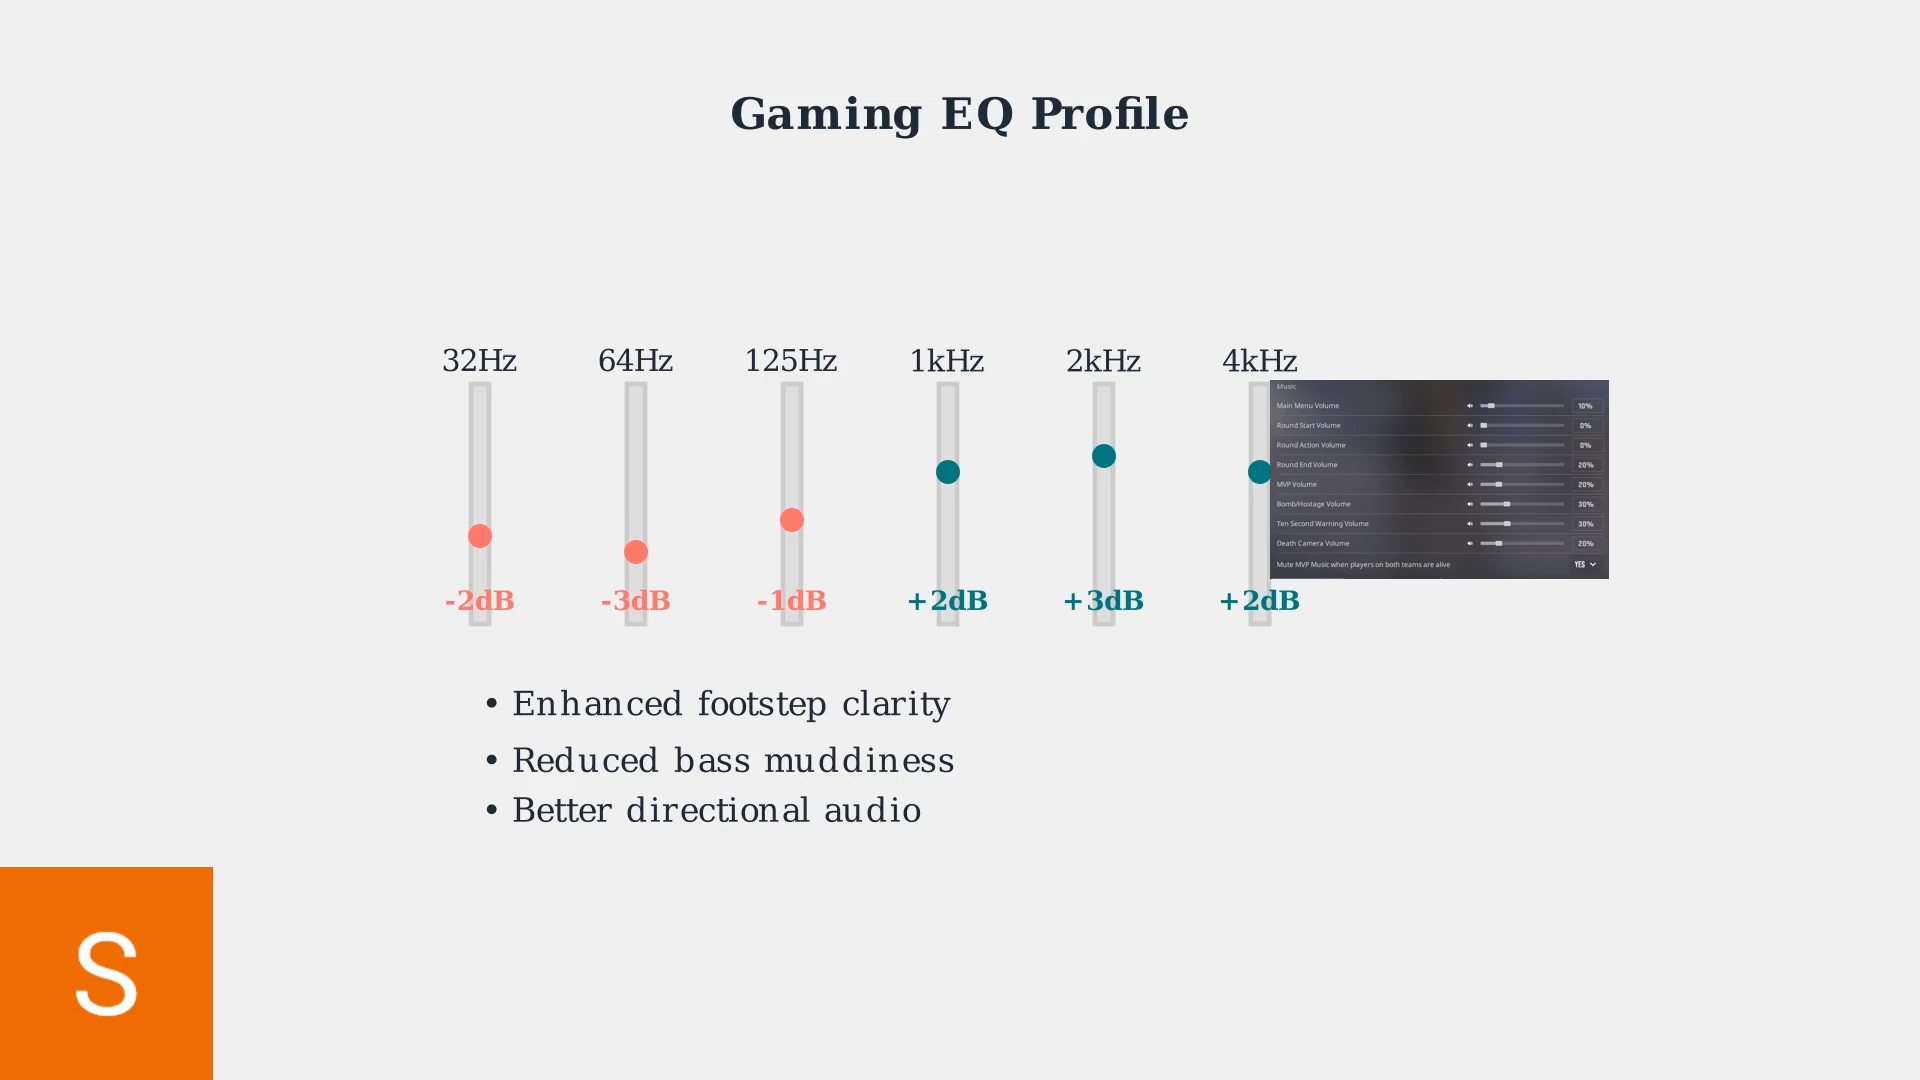 Gaming EQ Profile
32Hz 64Hz 125Hz 1kHz 2kHz 4kHz
Music
Main Menu Volume 10%
Round Start Volume 0%
Round Action Volume 0%
Round End Volume 20%
MVP Volume 20%
Bomb/Hostage Volume 30%
Ten Second Warning Volume 30%
Death Camera Volume 20%
Mute MVP Music when players on both teams are alive YES
-2dB -3dB -1dB +2dB +3dB +2dB
• Enhanced footstep clarity
• Reduced bass muddiness
• Better directional audio
S